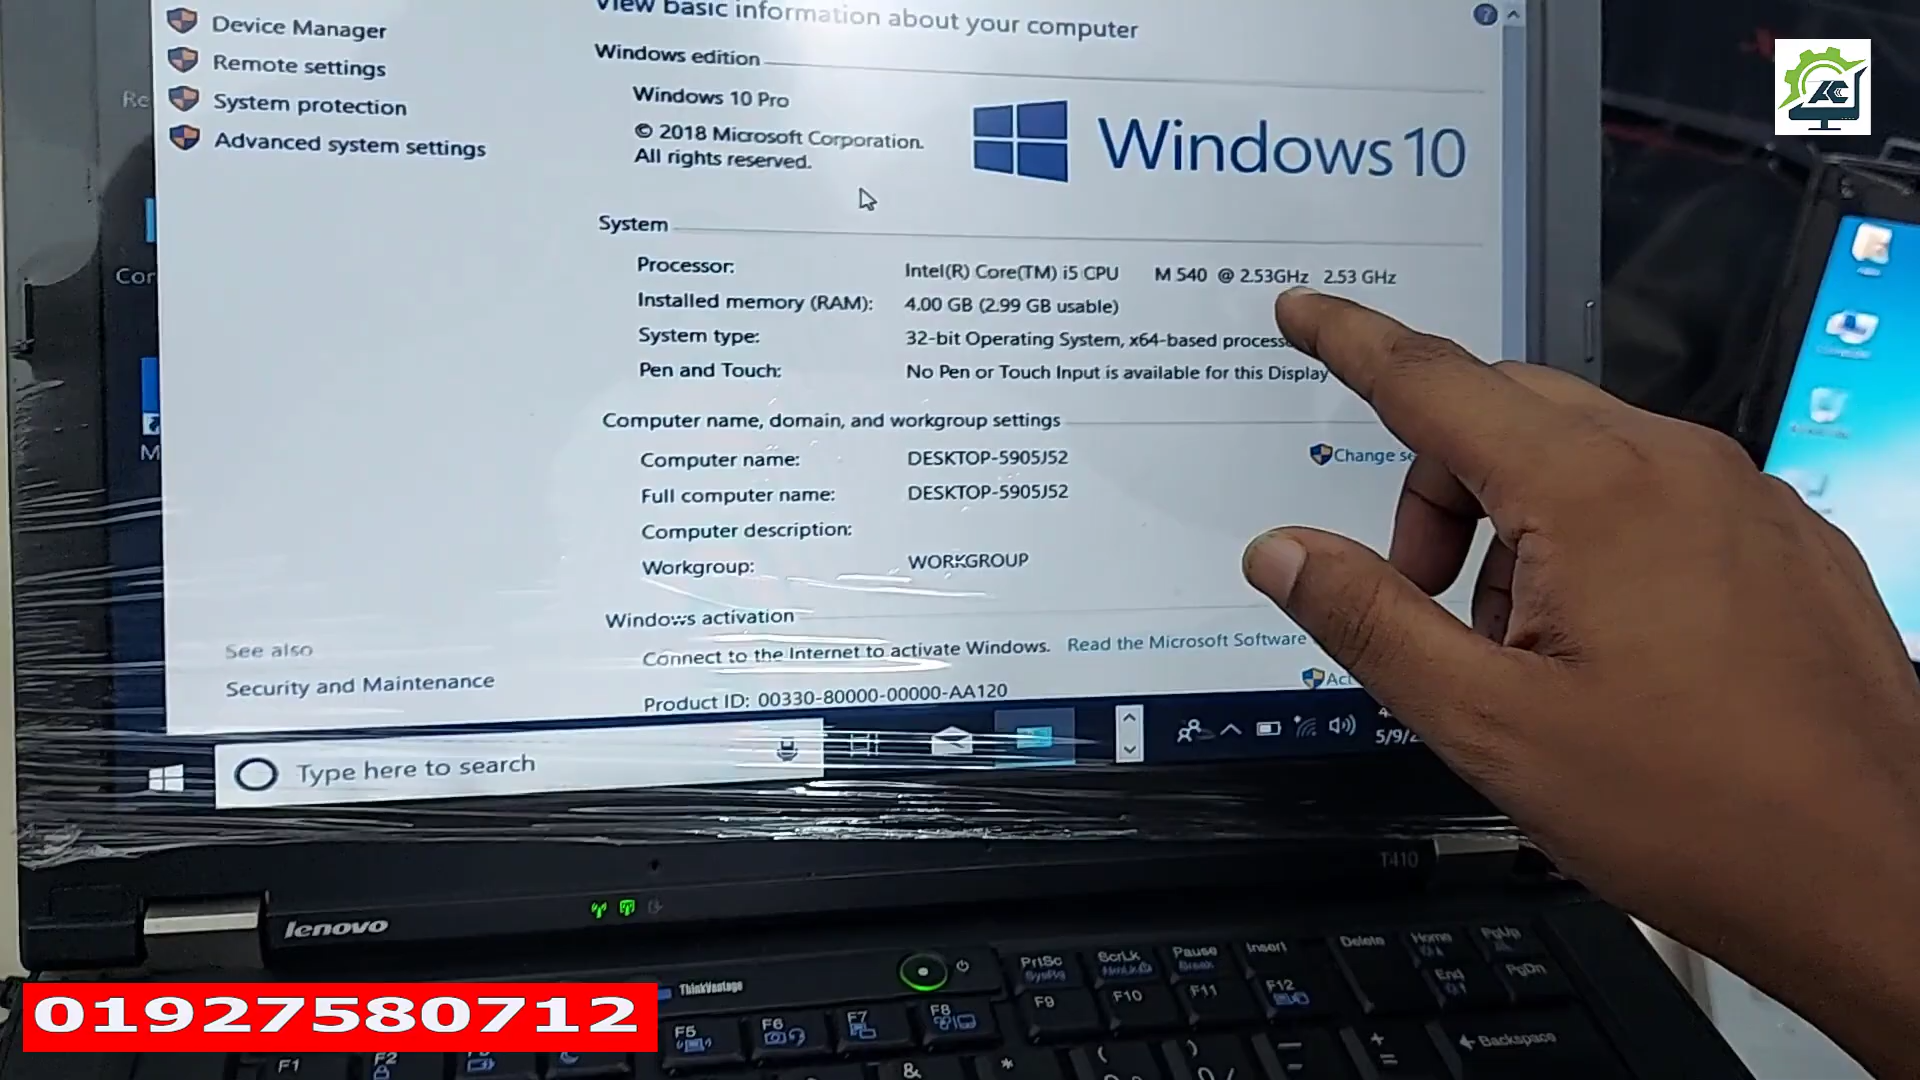 View basic information about your computer
Device Manager
Remote settings
System protection
Advanced system settings
Windows edition
Windows 10 Pro
© 2018 Microsoft Corporation.
All rights reserved.
Windows 10
System
Processor: Intel(R) Core(TM) i5 CPU M 540 @ 2.53GHz 2.53 GHz
Installed memory (RAM): 4.00 GB (2.99 GB usable)
System type: 32-bit Operating System, x64-based process
Pen and Touch: No Pen or Touch Input is available for this Display
Computer name, domain, and workgroup settings
Computer name: DESKTOP-5905J52
Change se
Full computer name: DESKTOP-5905J52
Computer description:
Workgroup: WORKGROUP
Windows activation
Connect to the Internet to activate Windows. Read the Microsoft Software
Product ID: 00330-80000-00000-AA120
Act
See also
Security and Maintenance
Type here to search
5/9/2
T410
lenovo
ThinkVantage
PrtSc
SysRq
ScrLk
NmLk
Pause
Break
Insert
Delete
Home
End
PgUp
PgDn
F1
F2
F5
F6
F7
F8
F9
F10
F11
F12
Backspace
&
*
(
)
+
=
01927580712